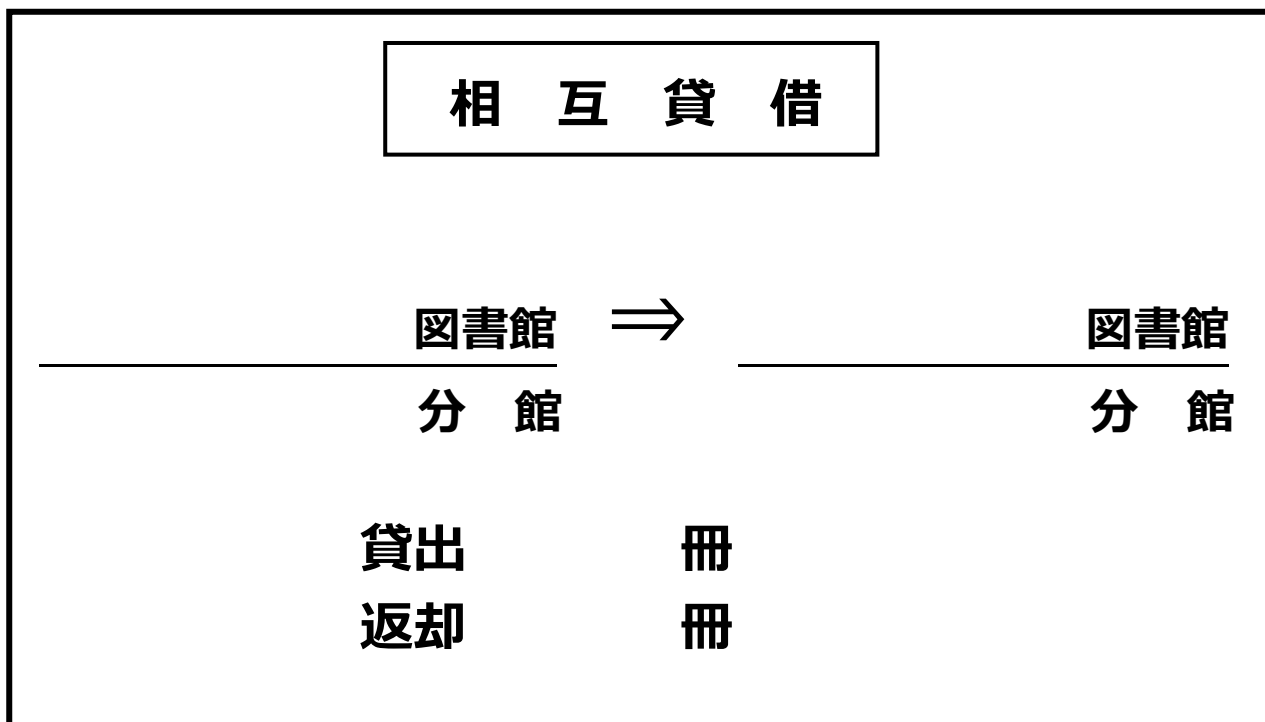 相　互　貸　借
図書館　⇒　図書館
分　館　分　館
貸出　冊
返却　冊